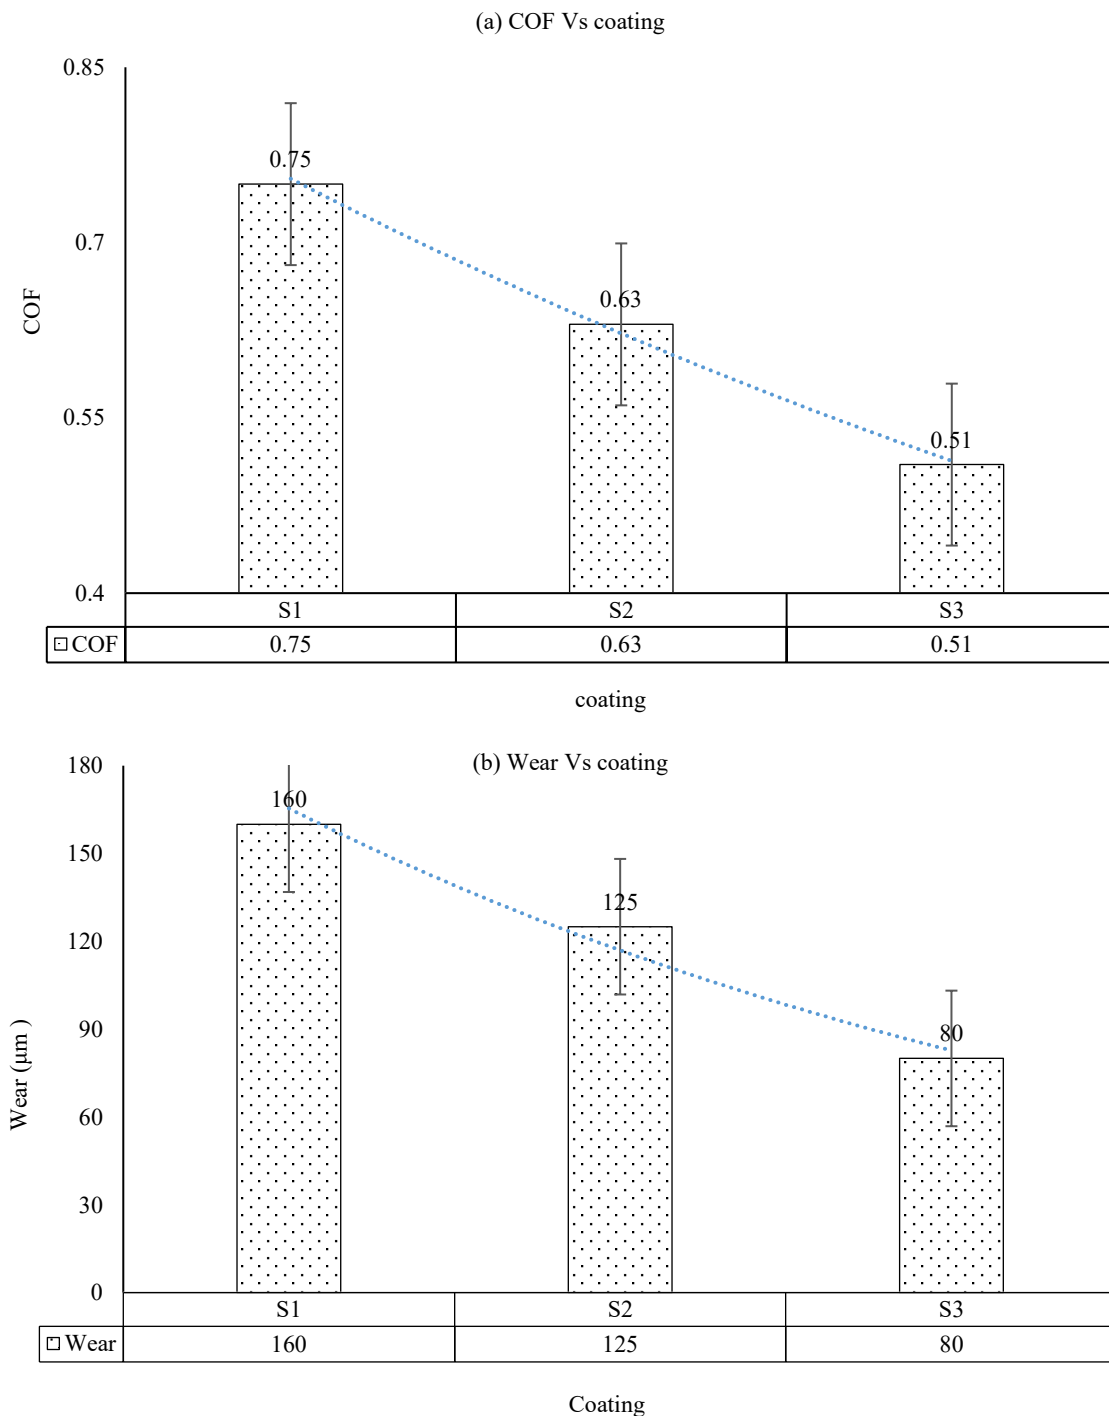 (a) COF Vs coating
0.85
0.7
0.55
0.4
COF
0.75
0.63
0.51
S1 S2 S3
COF 0.75 0.63 0.51
coating
(b) Wear Vs coating
180
150
120
90
60
30
0
Wear (μm )
160
125
80
S1 S2 S3
Wear 160 125 80
Coating